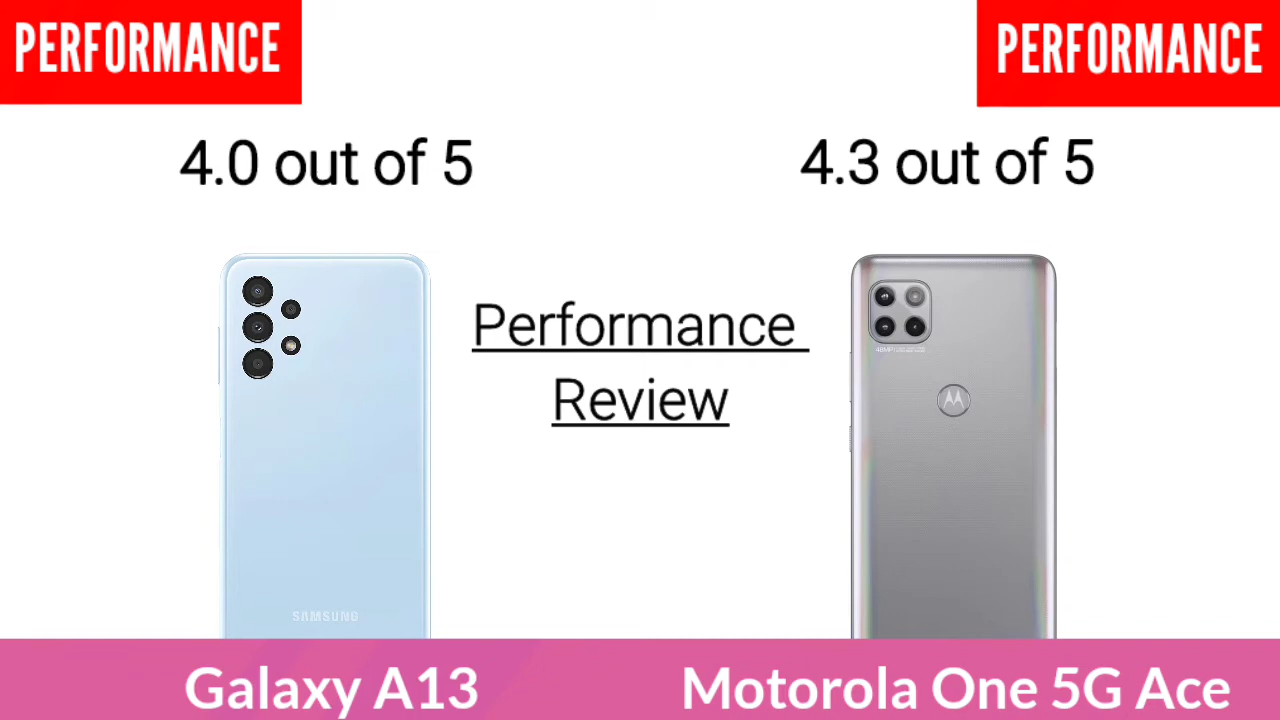 PERFORMANCE
PERFORMANCE
4.0 out of 5
4.3 out of 5
Performance
Review
SAMSUNG
Galaxy A13
Motorola One 5G Ace